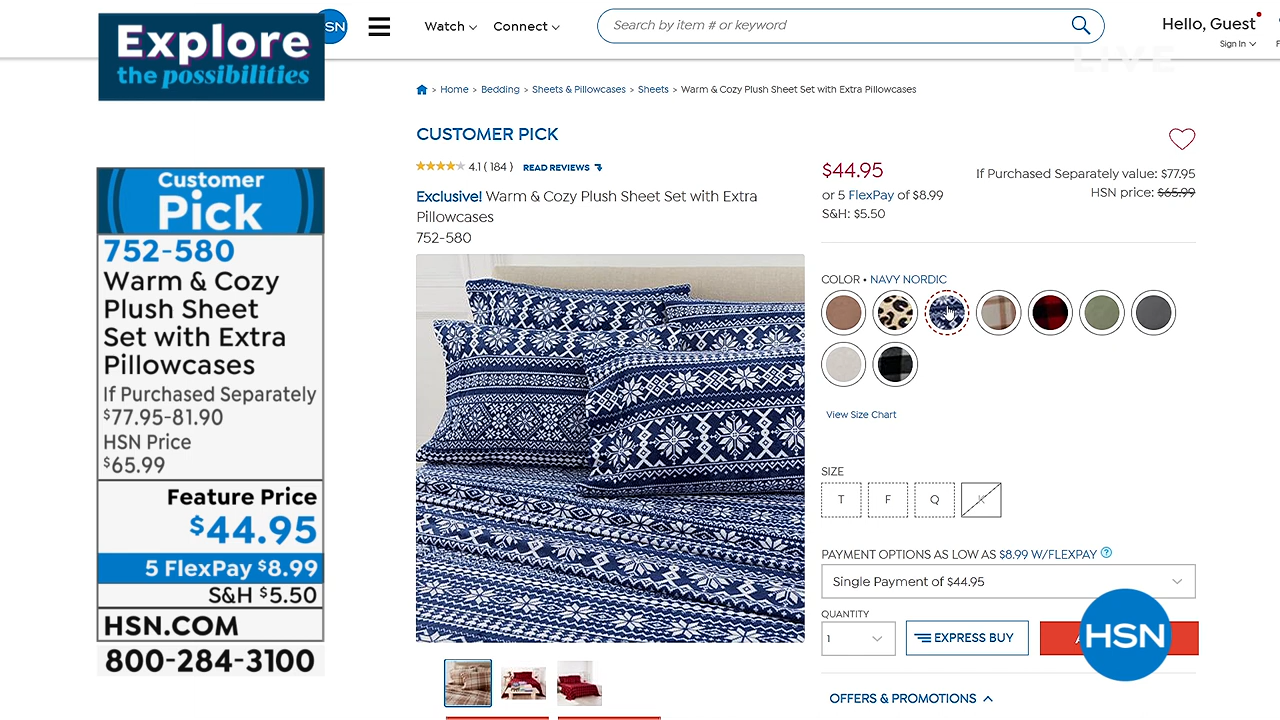 Explore
the possibilities
SN
Watch
Connect
Search by item # or keyword
Hello, Guest
Sign In
LIVE
Home > Bedding > Sheets & Pillowcases > Sheets > Warm & Cozy Plush Sheet Set with Extra Pillowcases
CUSTOMER PICK
4.1 ( 184 ) READ REVIEWS
Exclusive! Warm & Cozy Plush Sheet Set with Extra
Pillowcases
752-580
$44.95
or 5 FlexPay of $8.99
S&H: $5.50
If Purchased Separately value: $77.95
HSN price: $65.99
COLOR • NAVY NORDIC
View Size Chart
SIZE
T F Q K
PAYMENT OPTIONS AS LOW AS $8.99 W/FLEXPAY ?
Single Payment of $44.95
QUANTITY
1
EXPRESS BUY
HSN
OFFERS & PROMOTIONS
Customer
Pick
752-580
Warm & Cozy
Plush Sheet
Set with Extra
Pillowcases
If Purchased Separately
$77.95-81.90
HSN Price
$65.99
Feature Price
$44.95
5 FlexPay $8.99
S&H $5.50
HSN.COM
800-284-3100